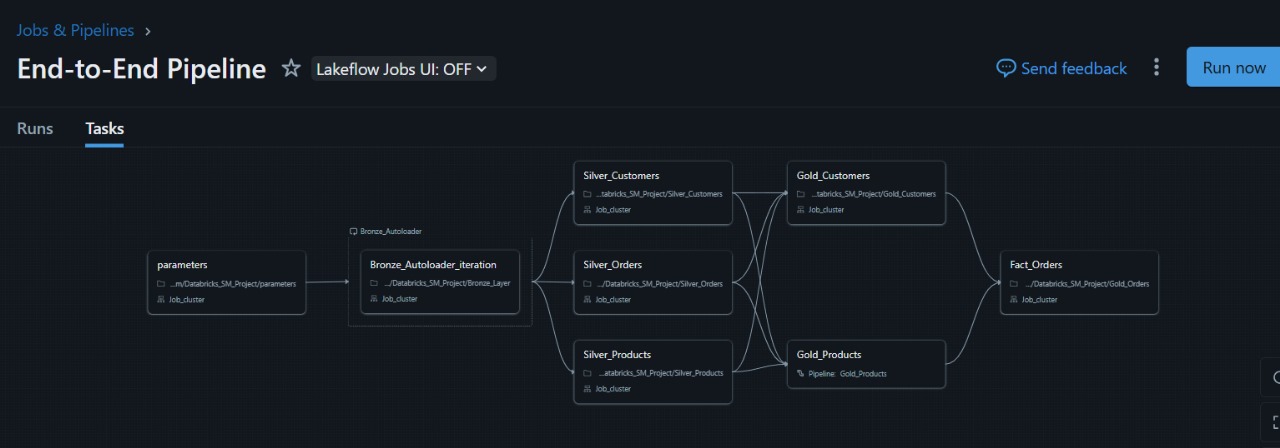 Jobs & Pipelines ›
End-to-End Pipeline
Lakeflow Jobs UI: OFF
Send feedback
Run now
Runs
Tasks
parameters
...m/Databricks_SM_Project/parameters
Job_cluster
Bronze_Autoloader
Bronze_Autoloader_iteration
.../Databricks_SM_Project/Bronze_Layer
Job_cluster
Silver_Customers
...tabricks_SM_Project/Silver_Customers
Job_cluster
Silver_Orders
.../Databricks_SM_Project/Silver_Orders
Job_cluster
Silver_Products
...atabricks_SM_Project/Silver_Products
Job_cluster
Gold_Customers
...tabricks_SM_Project/Gold_Customers
Job_cluster
Gold_Products
Pipeline: Gold_Products
Fact_Orders
.../Databricks_SM_Project/Gold_Orders
Job_cluster